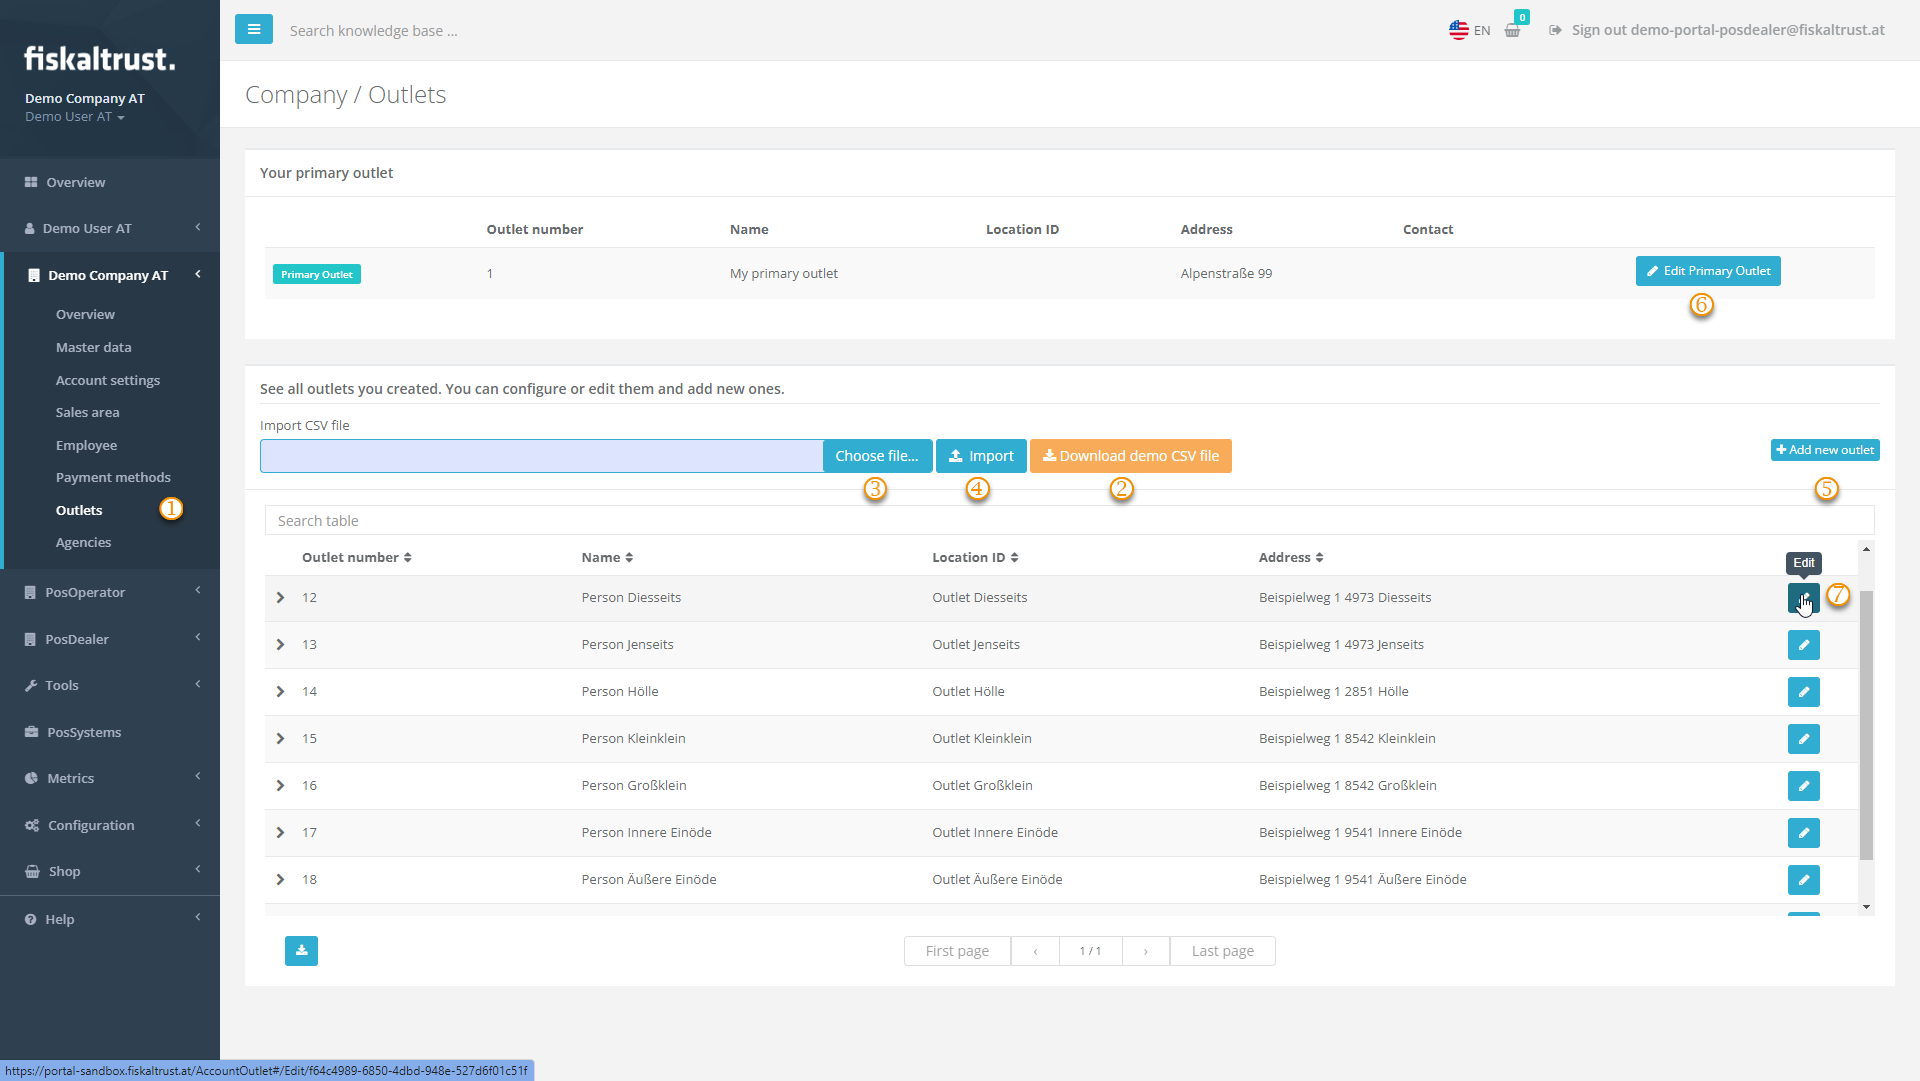 fiskaltrust.
Demo Company AT
Demo User AT
Overview
Demo User AT
Demo Company AT
Overview
Master data
Account settings
Sales area
Employee
Payment methods
Outlets 1
Agencies
PosOperator
PosDealer
Tools
PosSystems
Metrics
Configuration
Shop
Help
Search knowledge base ...
EN 0 Sign out demo-portal-posdealer@fiskaltrust.at
Company / Outlets
Your primary outlet
Outlet number Name Location ID Address Contact
Primary Outlet 1 My primary outlet Alpenstraße 99 Edit Primary Outlet
6
See all outlets you created. You can configure or edit them and add new ones.
Import CSV file
Choose file... Import Download demo CSV file + Add new outlet
3 4 2 5
Search table
Outlet number Name Location ID Address Edit
12 Person Diesseits Outlet Diesseits Beispielweg 1 4973 Diesseits 7
13 Person Jenseits Outlet Jenseits Beispielweg 1 4973 Jenseits
14 Person Hölle Outlet Hölle Beispielweg 1 2851 Hölle
15 Person Kleinklein Outlet Kleinklein Beispielweg 1 8542 Kleinklein
16 Person Großklein Outlet Großklein Beispielweg 1 8542 Großklein
17 Person Innere Einöde Outlet Innere Einöde Beispielweg 1 9541 Innere Einöde
18 Person Äußere Einöde Outlet Äußere Einöde Beispielweg 1 9541 Äußere Einöde
First page ‹ 1 / 1 › Last page
https://portal-sandbox.fiskaltrust.at/AccountOutlet#/Edit/f64c4989-6850-4dbd-948e-527d6f01c51f